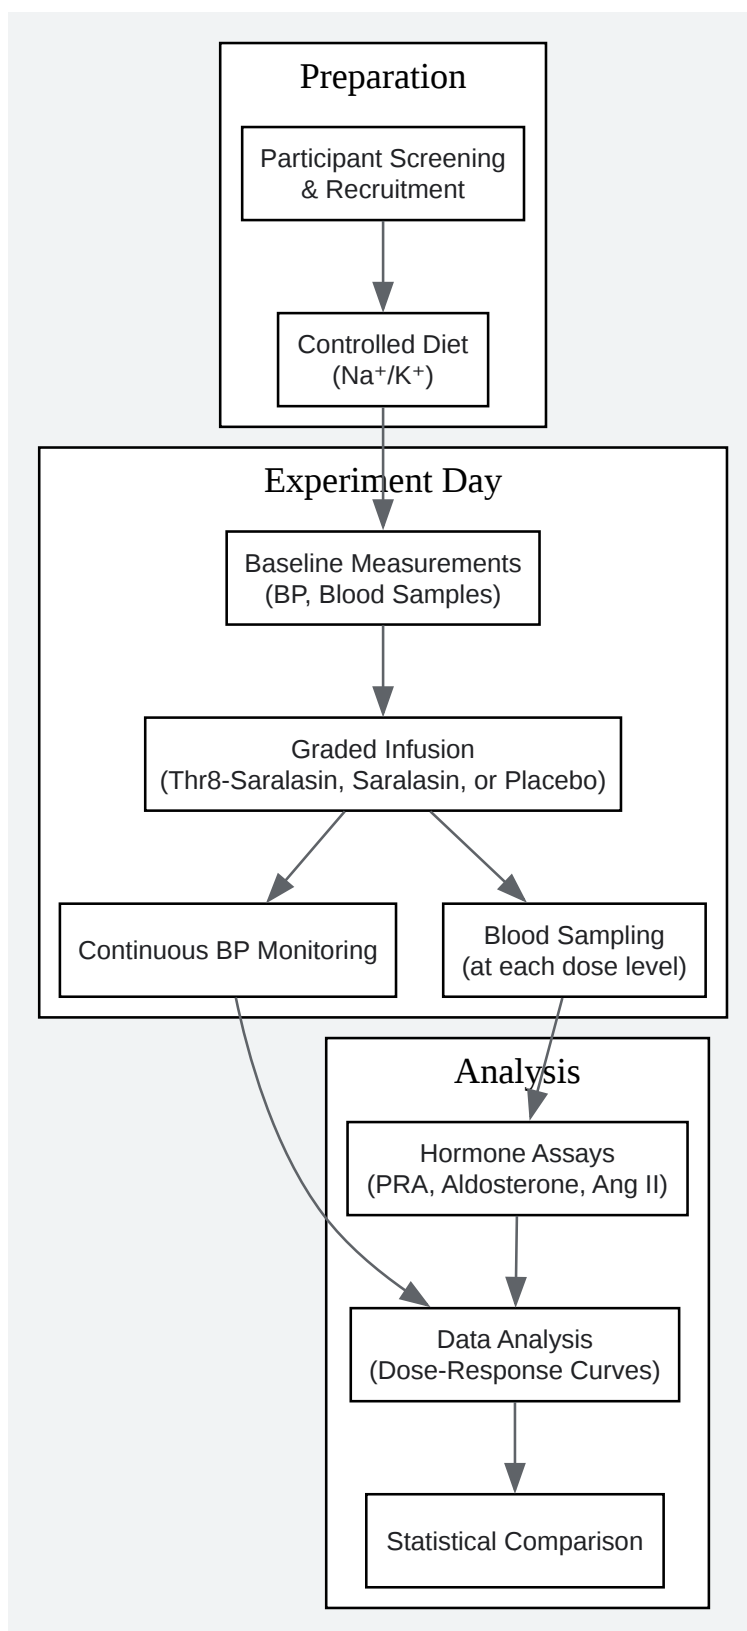 Preparation
Participant Screening
& Recruitment
Controlled Diet
(Na⁺/K⁺)
Experiment Day
Baseline Measurements
(BP, Blood Samples)
Graded Infusion
(Thr8-Saralasin, Saralasin, or Placebo)
Continuous BP Monitoring
Blood Sampling
(at each dose level)
Analysis
Hormone Assays
(PRA, Aldosterone, Ang II)
Data Analysis
(Dose-Response Curves)
Statistical Comparison